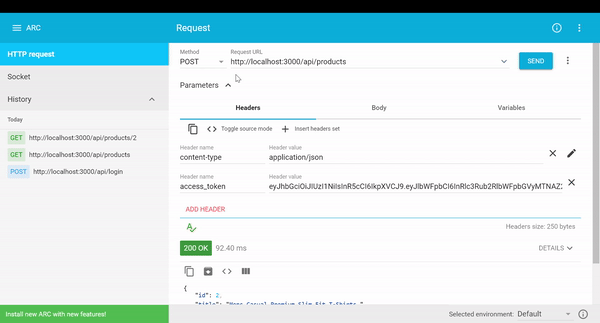 ARC
Request
HTTP request
Socket
History
Today
GET http://localhost:3000/api/products/2
GET http://localhost:3000/api/products
POST http://localhost:3000/api/login
Install new ARC with new features!
Method
POST
Request URL
http://localhost:3000/api/products
SEND
Parameters
Headers
Body
Variables
Toggle source mode
Insert headers set
Header name
content-type
Header value
application/json
Header name
access_token
Header value
ADD HEADER
Headers size: 250 bytes
200 OK
92.40 ms
DETAILS
{
"id": 2,
"title": "Mens Casual Premium Slim Fit T-Shirts ",
Selected environment: Default